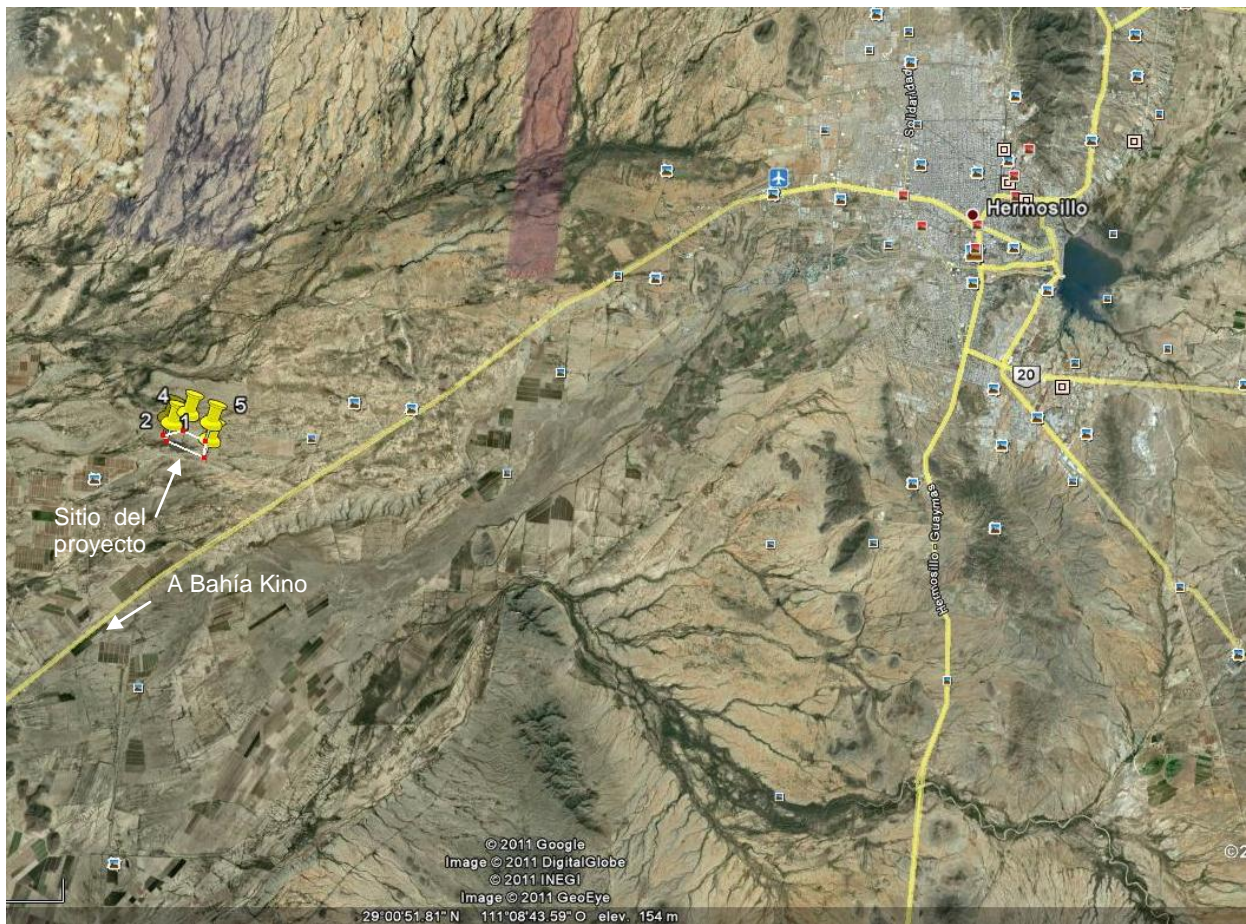 Solidaridad
Hermosillo
20
4
5
2
1
Sitio del
proyecto
A Bahía Kino
Hermosillo - Guaymas
© 2011 Google
Image © 2011 DigitalGlobe
© 2011 INEGI
Image © 2011 GeoEye
©2
29°00'51.81" N 111°08'43.59" O elev. 154 m